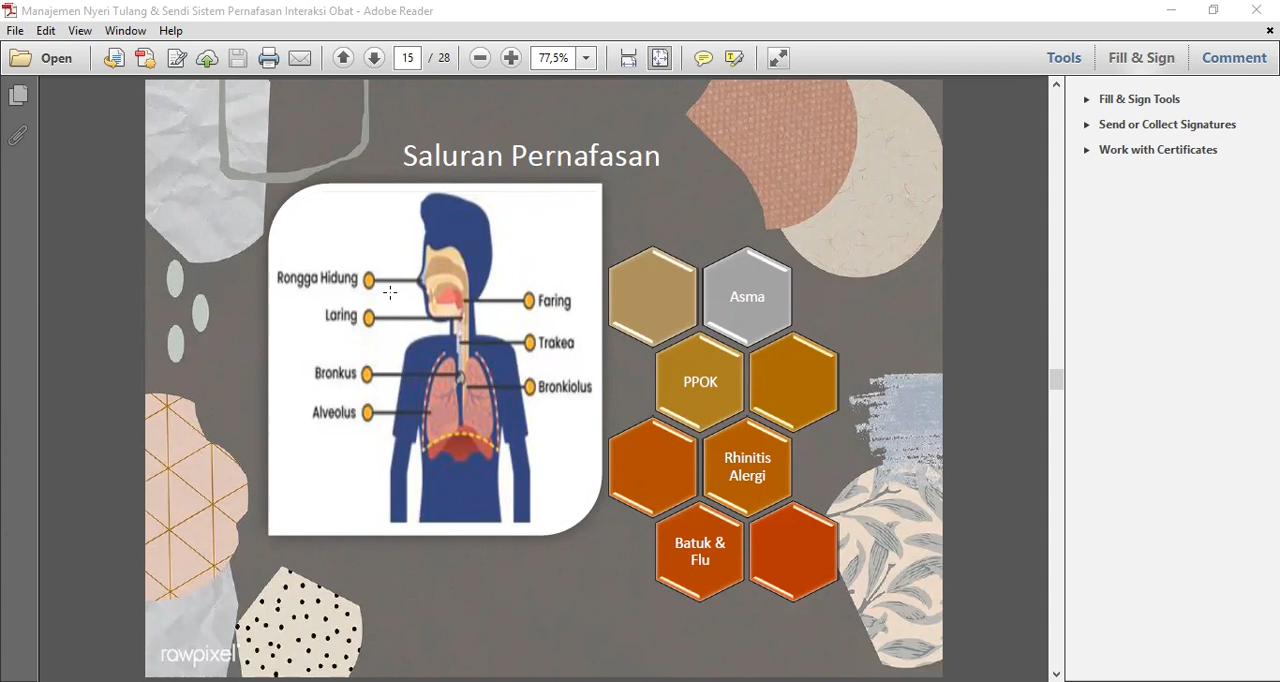 Manajemen Nyeri Tulang & Sendi Sistem Pernafasan Interaksi Obat - Adobe Reader
File Edit View Window Help
Open 15 / 28 77,5% Tools Fill & Sign Comment
Fill & Sign Tools
Send or Collect Signatures
Work with Certificates
Saluran Pernafasan
Rongga Hidung
Laring
Bronkus
Alveolus
Faring
Trakea
Bronkiolus
Asma
PPOK
Rhinitis
Alergi
Batuk &
Flu
rawpixel